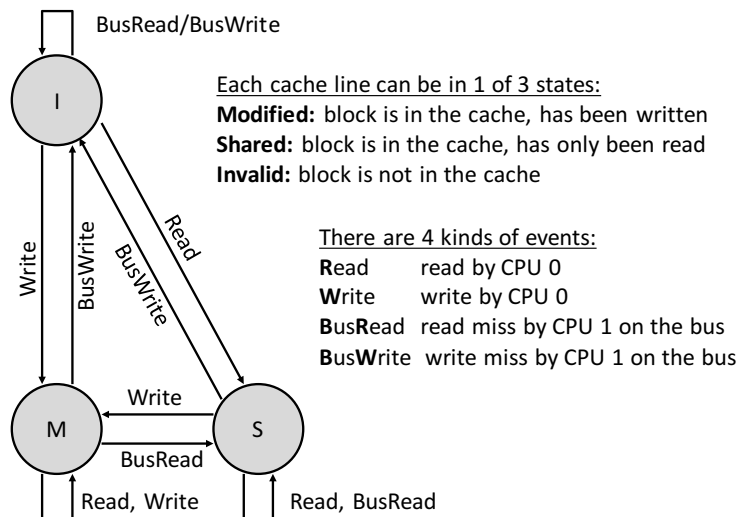 BusRead/BusWrite
I
Each cache line can be in 1 of 3 states:
Modified: block is in the cache, has been written
Shared: block is in the cache, has only been read
Invalid: block is not in the cache
Read
BusWrite
Write
BusWrite
There are 4 kinds of events:
Read read by CPU 0
Write write by CPU 0
BusRead read miss by CPU 1 on the bus
BusWrite write miss by CPU 1 on the bus
Write
M
S
BusRead
Read, Write
Read, BusRead